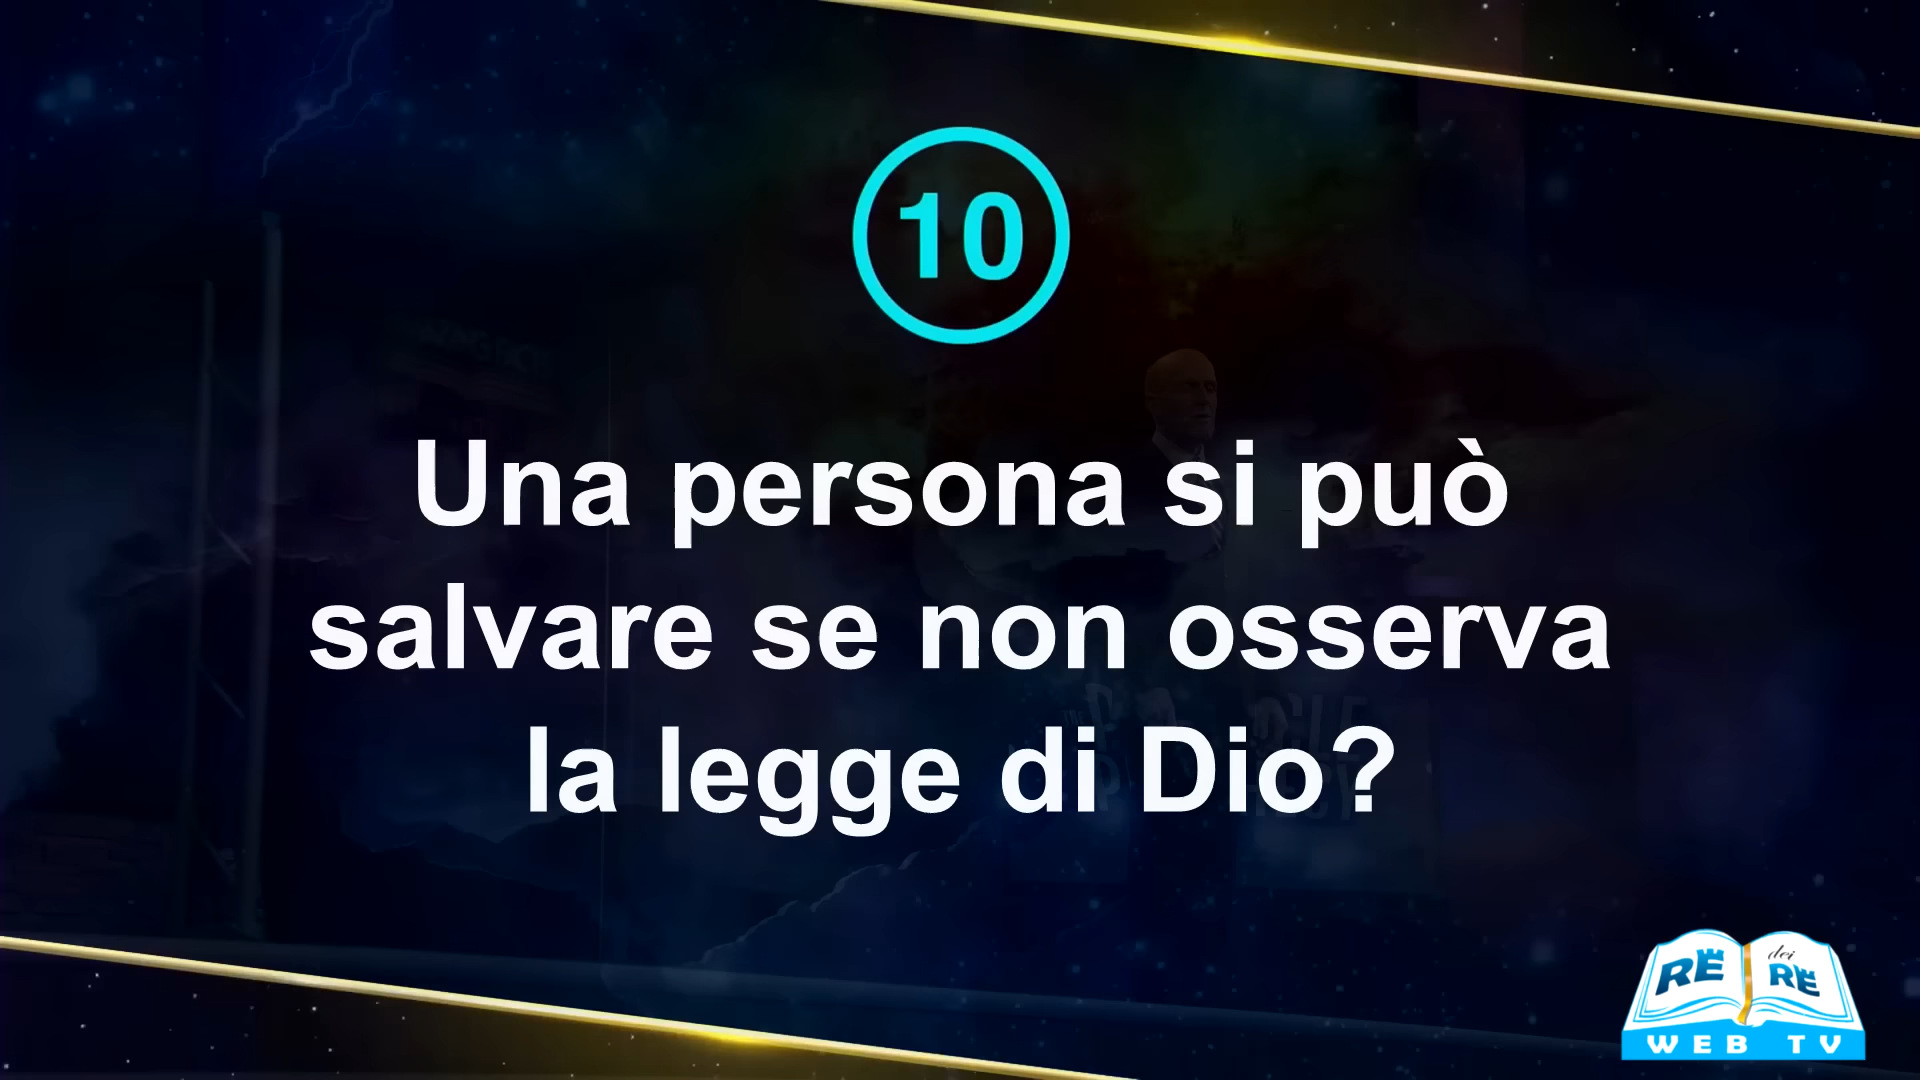 10
Una persona si può
salvare se non osserva
la legge di Dio?
RE dei RE
WEB TV